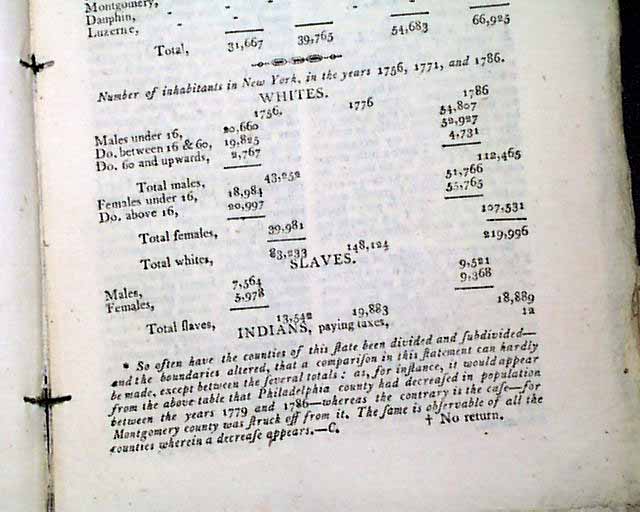 Montgomery, - - -
Dauphin, - - -
Luzerne,
Total, 31,667 39,765 54,683 66,925
Number of inhabitants in New York, in the years 1756, 1771, and 1786.
WHITES.
1756. 1776 1786
Males under 16, 20,660 54,807
Do. between 16 & 60, 19,825 52,927
Do. 60 and upwards, 2,767 4,731
Total males, 43,252 112,465
Females under 16, 18,984 51,766
Do. above 16, 20,997 55,765
Total females, 39,981 107,531
Total whites, 83,233 148,124 219,996
SLAVES.
Males, 7,564 9,521
Females, 5,978 9,368
Total ſlaves, 13,542 19,883 18,889
INDIANS, paying taxes, 12
* So often have the counties of this ſtate been divided and ſubdivided—
and the boundaries altered, that a compariſon in this ſtatement can hardly
be made, except between the ſeveral totals: as, for inſtance, it would appear
from the above table that Philadelphia county had decreaſed in population
between the years 1779 and 1786—whereas the contrary is the caſe—for
Montgomery county was ſtruck off from it. The ſame is obſervable of all the
counties wherein a decreaſe appears.—C.
† No return.